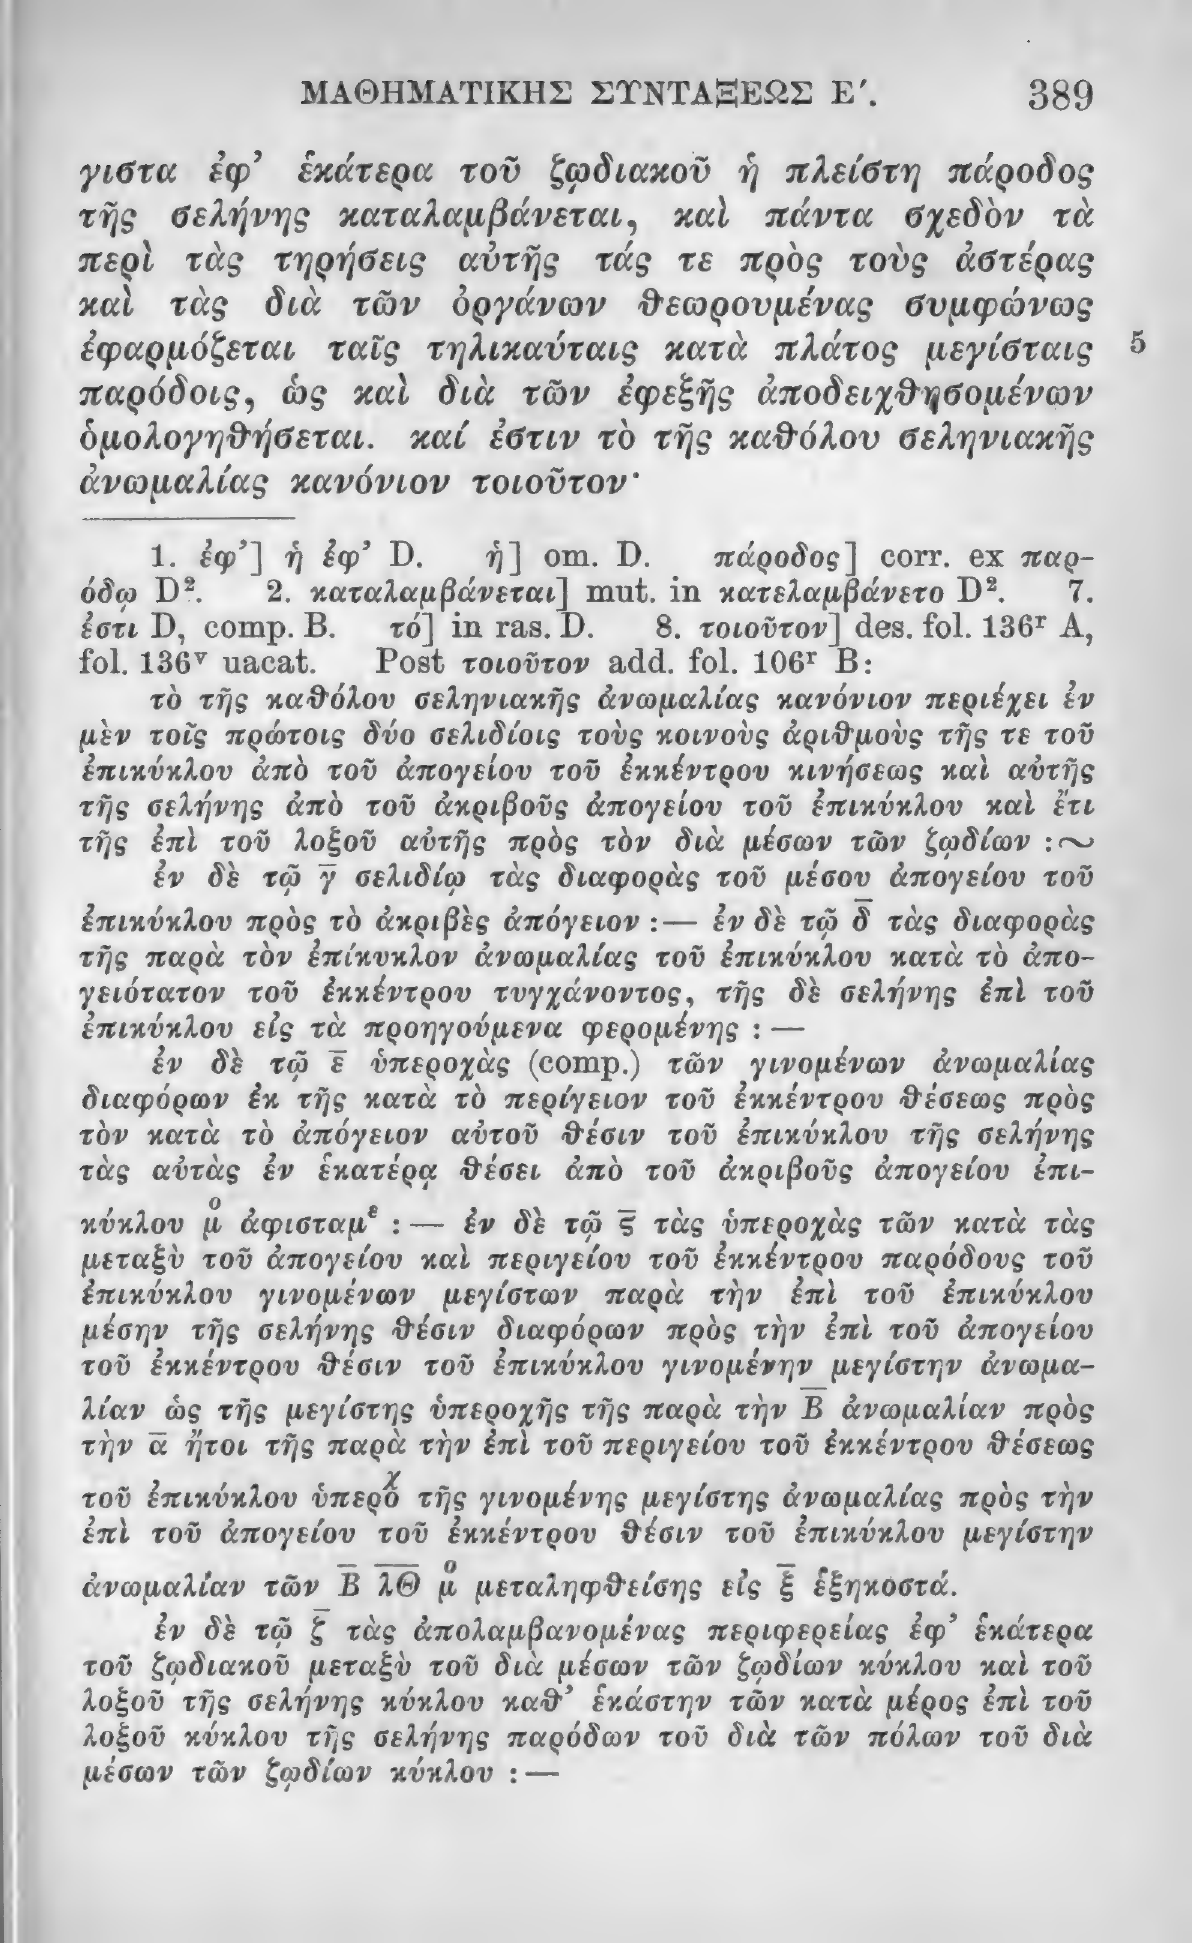 ΜΑΘΗΜΑΤΙΚΗΣ ΣΥΝΤΑΞΕΩΣ Ε΄. 389
γιστα ἐφ’ ἑκάτερα τοῦ ζῳδιακοῦ ἡ πλείστη πάροδος
τῆς σελήνης καταλαμβάνεται, καὶ πάντα σχεδὸν τὰ
περὶ τὰς τηρήσεις αὐτῆς τάς τε πρὸς τοὺς ἀστέρας
καὶ τὰς διὰ τῶν ὀργάνων θεωρουμένας συμφώνως
ἐφαρμόζεται ταῖς τηλικαύταις κατὰ πλάτος μεγίσταις 5
παρόδοις, ὡς καὶ διὰ τῶν ἐφεξῆς ἀποδειχθησομένων
ὁμολογηθήσεται. καί ἐστιν τὸ τῆς καθόλου σεληνιακῆς
ἀνωμαλίας κανόνιον τοιοῦτον·
1. ἐφ’] ἡ ἐφ’ D. ἡ] om. D. πάροδος] corr. ex παρ-
όδῳ D². 2. καταλαμβάνεται] mut. in κατελαμβάνετο D². 7.
ἐστι D, comp. B. τό] in ras. D. 8. τοιοῦτον] des. fol. 136ʳ A,
fol. 136ᵛ uacat. Post τοιοῦτον add. fol. 106ʳ B:
τὸ τῆς καθόλου σεληνιακῆς ἀνωμαλίας κανόνιον περιέχει ἐν
μὲν τοῖς πρώτοις δύο σελιδίοις τοὺς κοινοὺς ἀριθμοὺς τῆς τε τοῦ
ἐπικύκλου ἀπὸ τοῦ ἀπογείου τοῦ ἐκκέντρου κινήσεως καὶ αὐτῆς
τῆς σελήνης ἀπὸ τοῦ ἀκριβοῦς ἀπογείου τοῦ ἐπικύκλου καὶ ἔτι
τῆς ἐπὶ τοῦ λοξοῦ αὐτῆς πρὸς τὸν διὰ μέσων τῶν ζῳδίων :~
ἐν δὲ τῷ γ̅ σελιδίῳ τὰς διαφορὰς τοῦ μέσου ἀπογείου τοῦ
ἐπικύκλου πρὸς τὸ ἀκριβὲς ἀπόγειον :— ἐν δὲ τῷ δ̅ τὰς διαφορὰς
τῆς παρὰ τὸν ἐπίκυκλον ἀνωμαλίας τοῦ ἐπικύκλου κατὰ τὸ ἀπο-
γειότατον τοῦ ἐκκέντρου τυγχάνοντος, τῆς δὲ σελήνης ἐπὶ τοῦ
ἐπικύκλου εἰς τὰ προηγούμενα φερομένης : —
ἐν δὲ τῷ ε̅ ὑπεροχὰς (comp.) τῶν γινομένων ἀνωμαλίας
διαφόρων ἐκ τῆς κατὰ τὸ περίγειον τοῦ ἐκκέντρου θέσεως πρὸς
τὸν κατὰ τὸ ἀπόγειον αὐτοῦ θέσιν τοῦ ἐπικύκλου τῆς σελήνης
τὰς αὐτὰς ἐν ἑκατέρᾳ θέσει ἀπὸ τοῦ ἀκριβοῦς ἀπογείου ἐπι-
κύκλου μͦ ἀφισταμᵋ : — ἐν δὲ τῷ ϛ̅ τὰς ὑπεροχὰς τῶν κατὰ τὰς
μεταξὺ τοῦ ἀπογείου καὶ περιγείου τοῦ ἐκκέντρου παρόδους τοῦ
ἐπικύκλου γινομένων μεγίστων παρὰ τὴν ἐπὶ τοῦ ἐπικύκλου
μέσην τῆς σελήνης θέσιν διαφόρων πρὸς τὴν ἐπὶ τοῦ ἀπογείου
τοῦ ἐκκέντρου θέσιν τοῦ ἐπικύκλου γινομένην μεγίστην ἀνωμα-
λίαν ὡς τῆς μεγίστης ὑπεροχῆς τῆς παρὰ τὴν Β̅ ἀνωμαλίαν πρὸς
τὴν α̅ ἤτοι τῆς παρὰ τὴν ἐπὶ τοῦ περιγείου τοῦ ἐκκέντρου θέσεως
τοῦ ἐπικύκλου ὑπεροᵡ τῆς γινομένης μεγίστης ἀνωμαλίας πρὸς τὴν
ἐπὶ τοῦ ἀπογείου τοῦ ἐκκέντρου θέσιν τοῦ ἐπικύκλου μεγίστην
ἀνωμαλίαν τῶν Β̅ λ̅Θ̅ μͦ μεταληφθείσης εἰς ξ̅ ἑξηκοστά.
ἐν δὲ τῷ ζ̅ τὰς ἀπολαμβανομένας περιφερείας ἐφ’ ἑκάτερα
τοῦ ζῳδιακοῦ μεταξὺ τοῦ διὰ μέσων τῶν ζῳδίων κύκλου καὶ τοῦ
λοξοῦ τῆς σελήνης κύκλου καθ’ ἑκάστην τῶν κατὰ μέρος ἐπὶ τοῦ
λοξοῦ κύκλου τῆς σελήνης παρόδων τοῦ διὰ τῶν πόλων τοῦ διὰ
μέσων τῶν ζῳδίων κύκλου : —